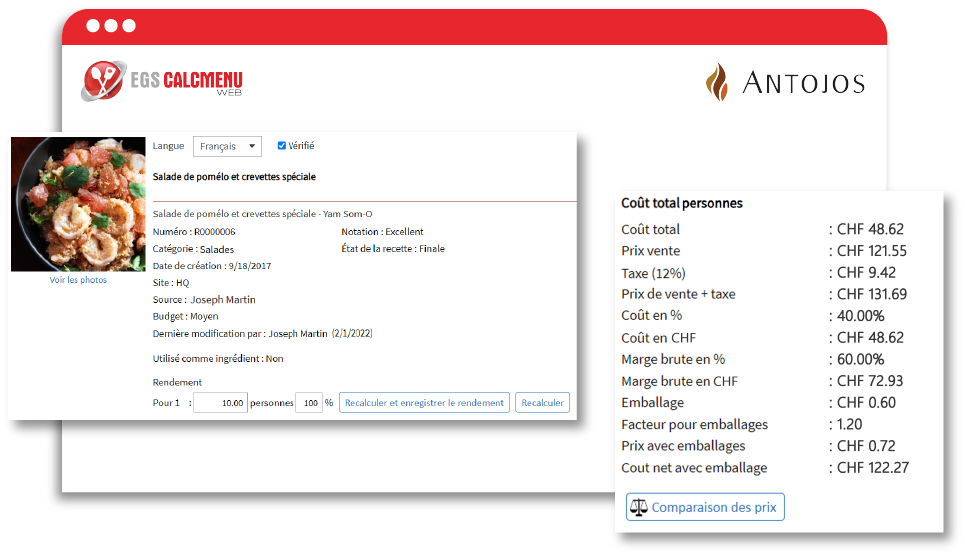 EGS CALCMENU
WEB
ANTOJOS
Langue Français Vérifié
Salade de pomélo et crevettes spéciale
Salade de pomélo et crevettes spéciale - Yam Som-O
Numéro : R0000006 Notation : Excellent
Catégorie : Salades État de la recette : Finale
Date de création : 9/18/2017
Site : HQ
Source : Joseph Martin
Budget : Moyen
Dernière modification par : Joseph Martin (2/1/2022)
Utilisé comme ingrédient : Non
Rendement
Pour 1 : 10.00 personnes 100 % Recalculer et enregistrer le rendement Recalculer
Voir les photos
Coût total personnes
Coût total : CHF 48.62
Prix vente : CHF 121.55
Taxe (12%) : CHF 9.42
Prix de vente + taxe : CHF 131.69
Coût en % : 40.00%
Coût en CHF : CHF 48.62
Marge brute en % : 60.00%
Marge brute en CHF : CHF 72.93
Emballage : CHF 0.60
Facteur pour emballages : 1.20
Prix avec emballages : CHF 0.72
Cout net avec emballage : CHF 122.27
Comparaison des prix